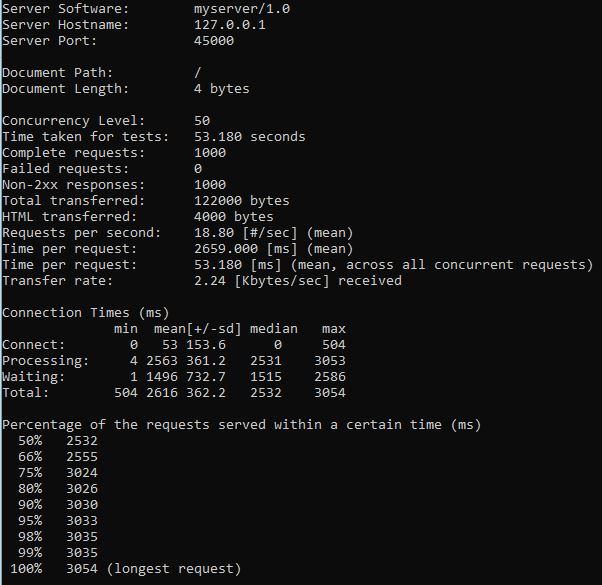 Server Software:        myserver/1.0
Server Hostname:        127.0.0.1
Server Port:            45000

Document Path:          /
Document Length:        4 bytes

Concurrency Level:      50
Time taken for tests:   53.180 seconds
Complete requests:      1000
Failed requests:        0
Non-2xx responses:      1000
Total transferred:      122000 bytes
HTML transferred:       4000 bytes
Requests per second:    18.80 [#/sec] (mean)
Time per request:       2659.000 [ms] (mean)
Time per request:       53.180 [ms] (mean, across all concurrent requests)
Transfer rate:          2.24 [Kbytes/sec] received

Connection Times (ms)
              min  mean[+/-sd] median   max
Connect:        0   53 153.6      0     504
Processing:     4 2563 361.2   2531    3053
Waiting:        1 1496 732.7   1515    2586
Total:        504 2616 362.2   2532    3054

Percentage of the requests served within a certain time (ms)
  50%   2532
  66%   2555
  75%   3024
  80%   3026
  90%   3030
  95%   3033
  98%   3035
  99%   3035
 100%   3054 (longest request)